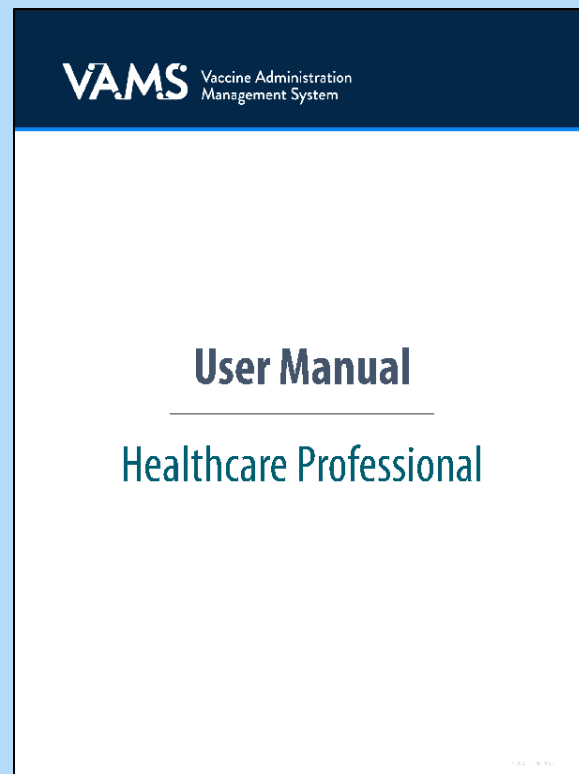 VAMS Vaccine Administration
Management System
User Manual
Healthcare Professional